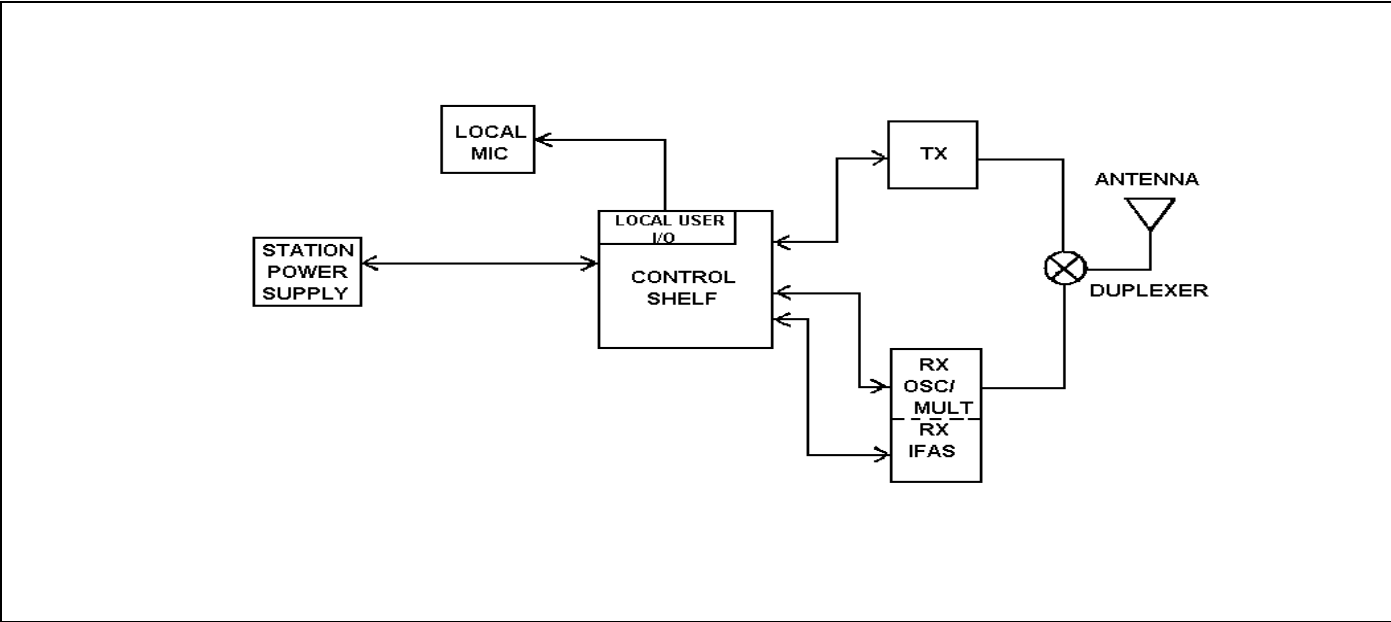 LOCAL
MIC
TX
ANTENNA
LOCAL USER
I/O
STATION
POWER
SUPPLY
CONTROL
SHELF
DUPLEXER
RX
OSC/
MULT
RX
IFAS